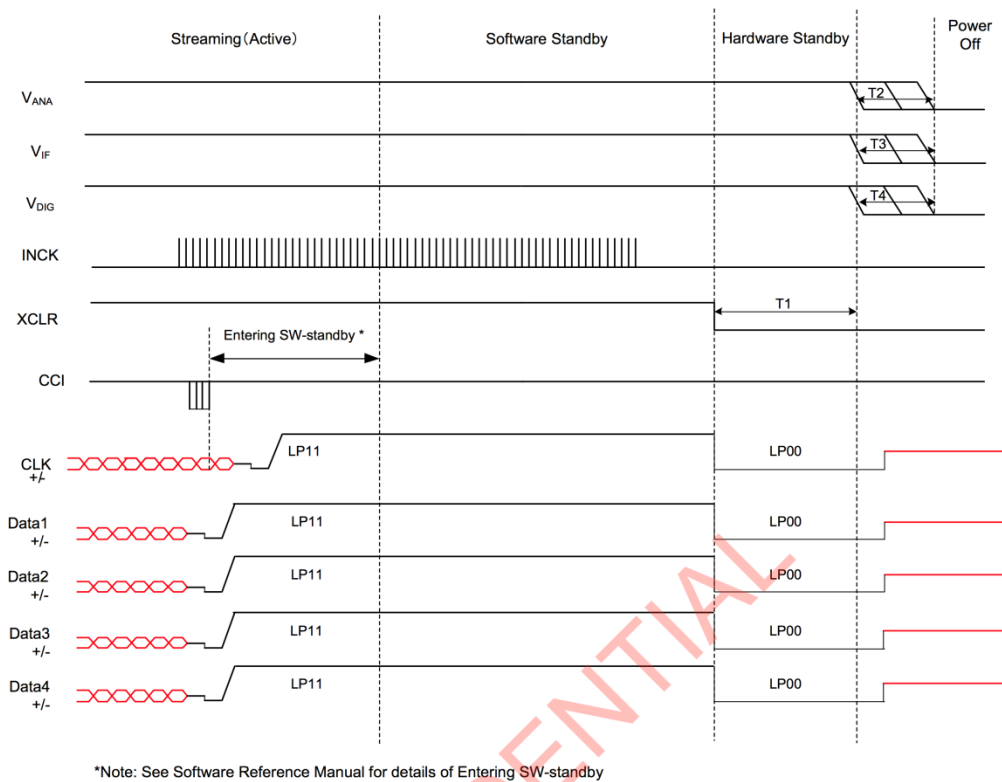 Streaming（Active） Software Standby Hardware Standby Power
Off
VANA T2
VIF T3
VDIG T4
INCK
XCLR T1
Entering SW-standby *
CCI
CLK
+/- LP11 LP00
Data1
+/- LP11 LP00
Data2
+/- LP11 LP00
Data3
+/- LP11 LP00
Data4
+/- LP11 LP00
*Note: See Software Reference Manual for details of Entering SW-standby